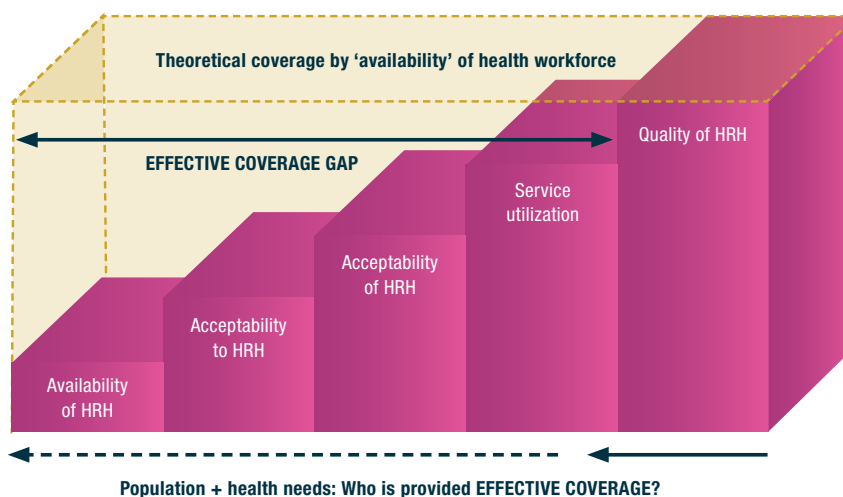 Theoretical coverage by ‘availability’ of health workforce
EFFECTIVE COVERAGE GAP
Quality of HRH
Service
utilization
Acceptability
of HRH
Acceptability
to HRH
Availability
of HRH
Population + health needs: Who is provided EFFECTIVE COVERAGE?